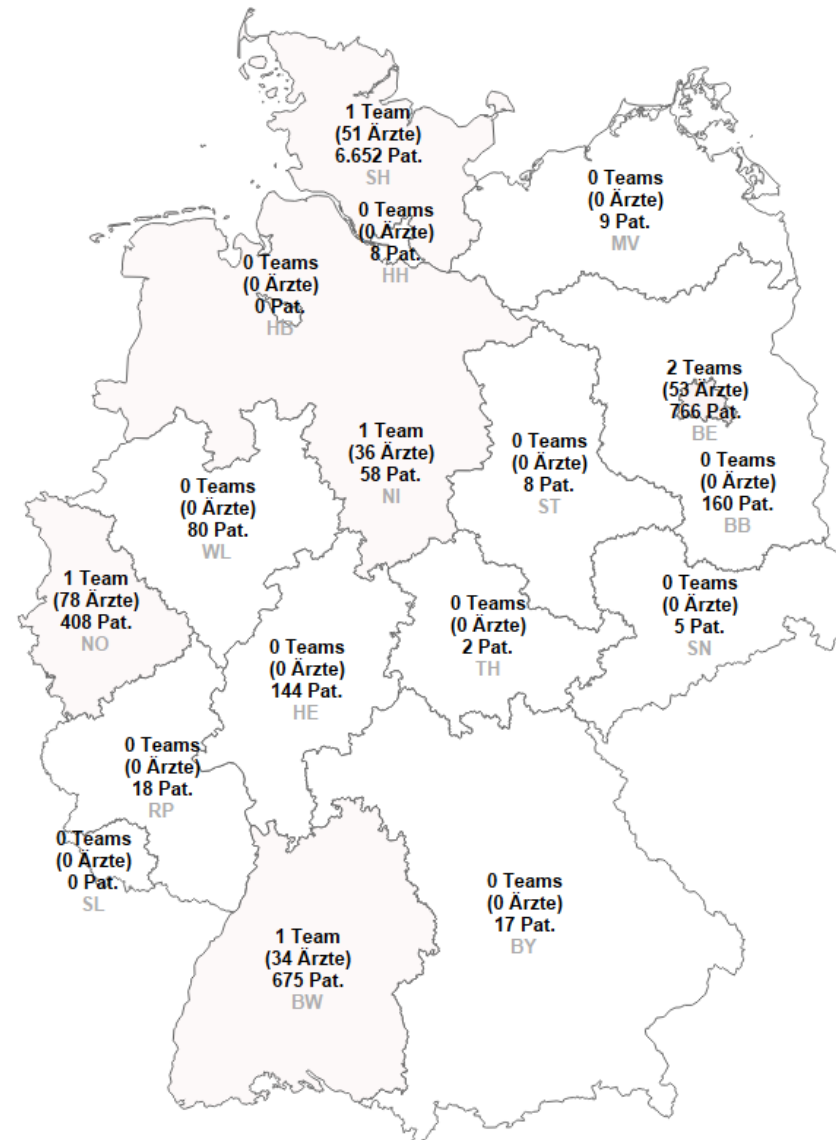 1 Team
(51 Ärzte)
6.652 Pat.
SH
0 Teams
(0 Ärzte)
9 Pat.
MV
0 Teams
(0 Ärzte)
8 Pat.
HH
0 Teams
(0 Ärzte)
0 Pat.
HB
2 Teams
(53 Ärzte)
766 Pat.
BE
1 Team
(36 Ärzte)
58 Pat.
NI
0 Teams
(0 Ärzte)
8 Pat.
ST
0 Teams
(0 Ärzte)
160 Pat.
BB
0 Teams
(0 Ärzte)
80 Pat.
WL
1 Team
(78 Ärzte)
408 Pat.
NO
0 Teams
(0 Ärzte)
2 Pat.
TH
0 Teams
(0 Ärzte)
5 Pat.
SN
0 Teams
(0 Ärzte)
144 Pat.
HE
0 Teams
(0 Ärzte)
18 Pat.
RP
0 Teams
(0 Ärzte)
0 Pat.
SL
0 Teams
(0 Ärzte)
17 Pat.
BY
1 Team
(34 Ärzte)
675 Pat.
BW